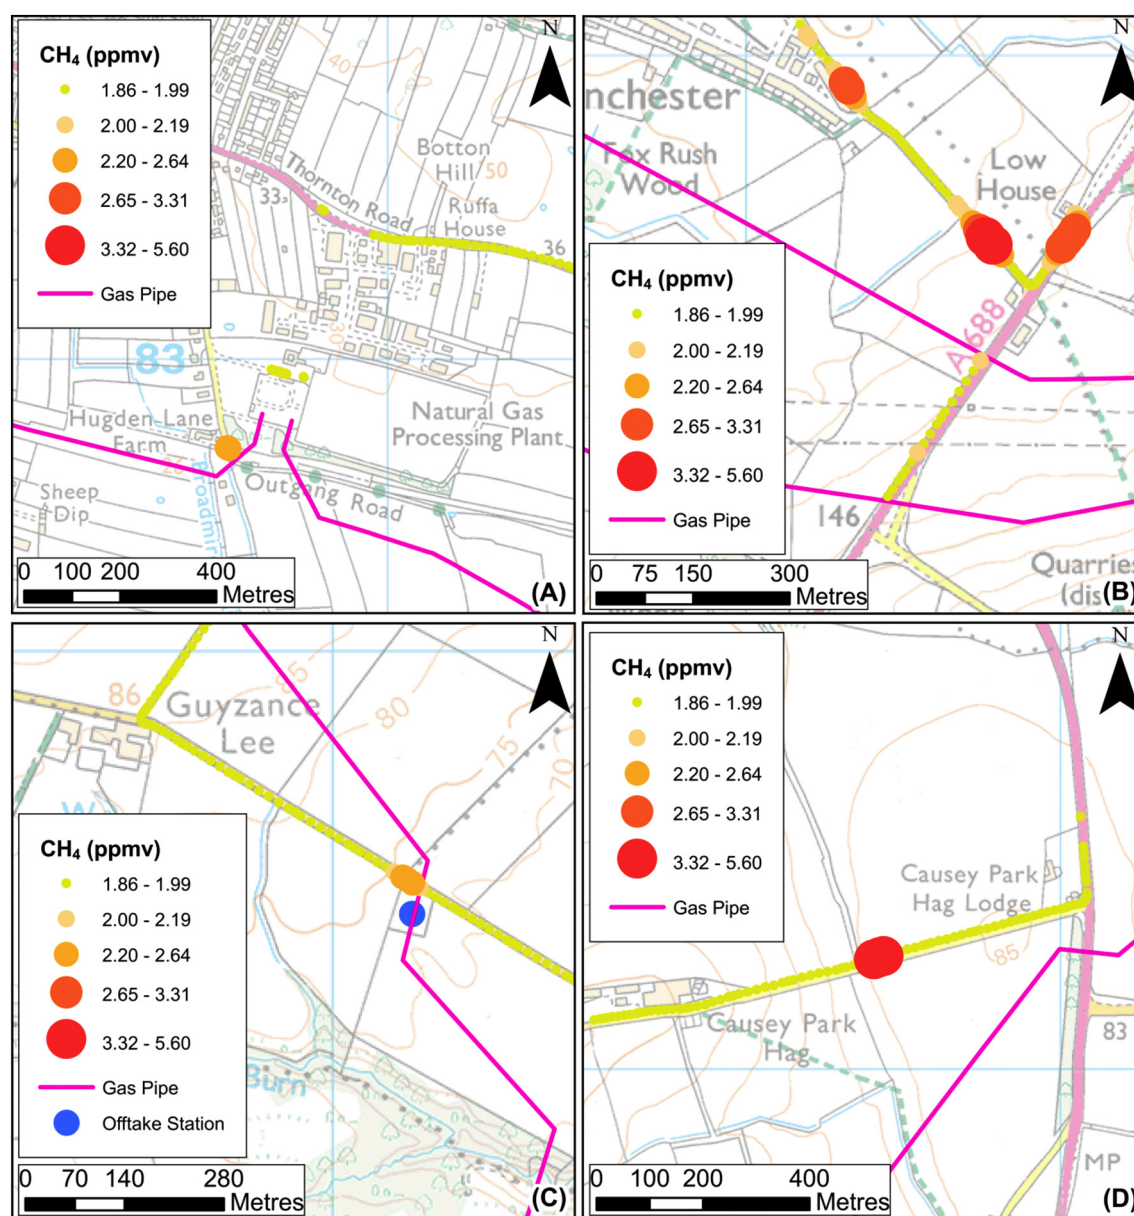 N
CH₄ (ppmv)
1.86 - 1.99
2.00 - 2.19
2.20 - 2.64
2.65 - 3.31
3.32 - 5.60
Gas Pipe
40
Botton
Hill
50
Thornton Road
33
Ruffa
House
36
30
83
Hugden Lane
Farm
Natural Gas
Processing Plant
Outgang Road
Sheep
Dip
0 100 200 400
Metres
(A)
N
CH₄ (ppmv)
1.86 - 1.99
2.00 - 2.19
2.20 - 2.64
2.65 - 3.31
3.32 - 5.60
Gas Pipe
nchester
Fox Rush
Wood
Low
House
A 688
146
Quarries
(dis
0 75 150 300
Metres
(B)
N
86
Guyzance
Lee
85
80
75
70
W
CH₄ (ppmv)
1.86 - 1.99
2.00 - 2.19
2.20 - 2.64
2.65 - 3.31
3.32 - 5.60
Gas Pipe
Offtake Station
Burn
0 70 140 280
Metres
(C)
N
CH₄ (ppmv)
1.86 - 1.99
2.00 - 2.19
2.20 - 2.64
2.65 - 3.31
3.32 - 5.60
Gas Pipe
Causey Park
Hag Lodge
85
Causey Park
Hag
83
MP
0 100 200 400
Metres
(D)